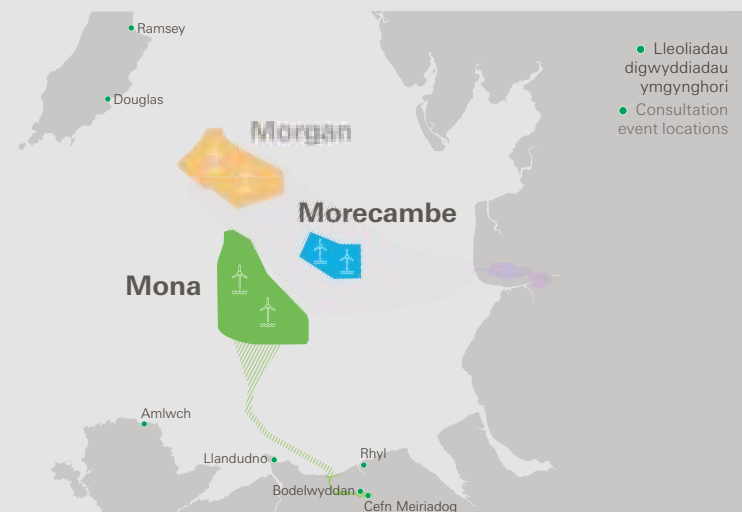 Ramsey
Lleoliadau
digwyddiadau
ymgynghori
Douglas
Consultation
event locations
Morgan
Morecambe
Mona
Amlwch
Llandudno
Rhyl
Bodelwyddan
Cefn Meiriadog